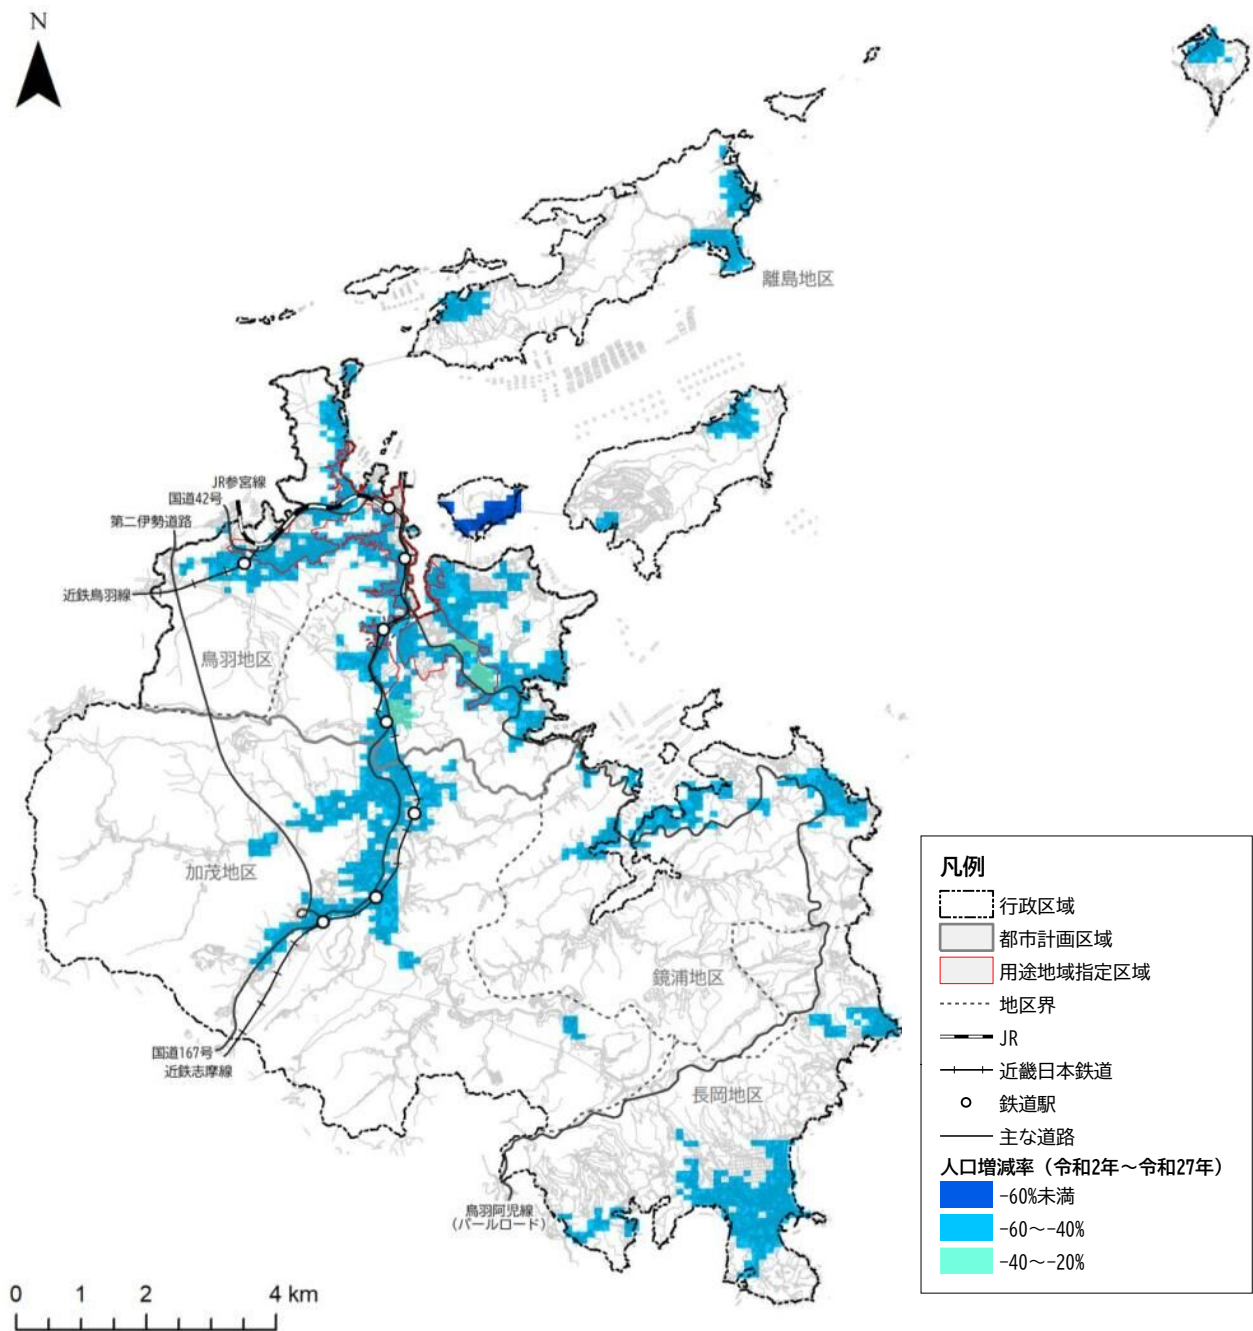 N
離島地区
JR参宮線
国道42号
第二伊勢道路
近鉄鳥羽線
鳥羽地区
加茂地区
鏡浦地区
国道167号
近鉄志摩線
長岡地区
鳥羽阿児線
(パールロード)
0 1 2 4 km
凡例
行政区域
都市計画区域
用途地域指定区域
地区界
JR
近畿日本鉄道
鉄道駅
主な道路
人口増減率(令和2年~令和27年)
-60%未満
-60~-40%
-40~-20%